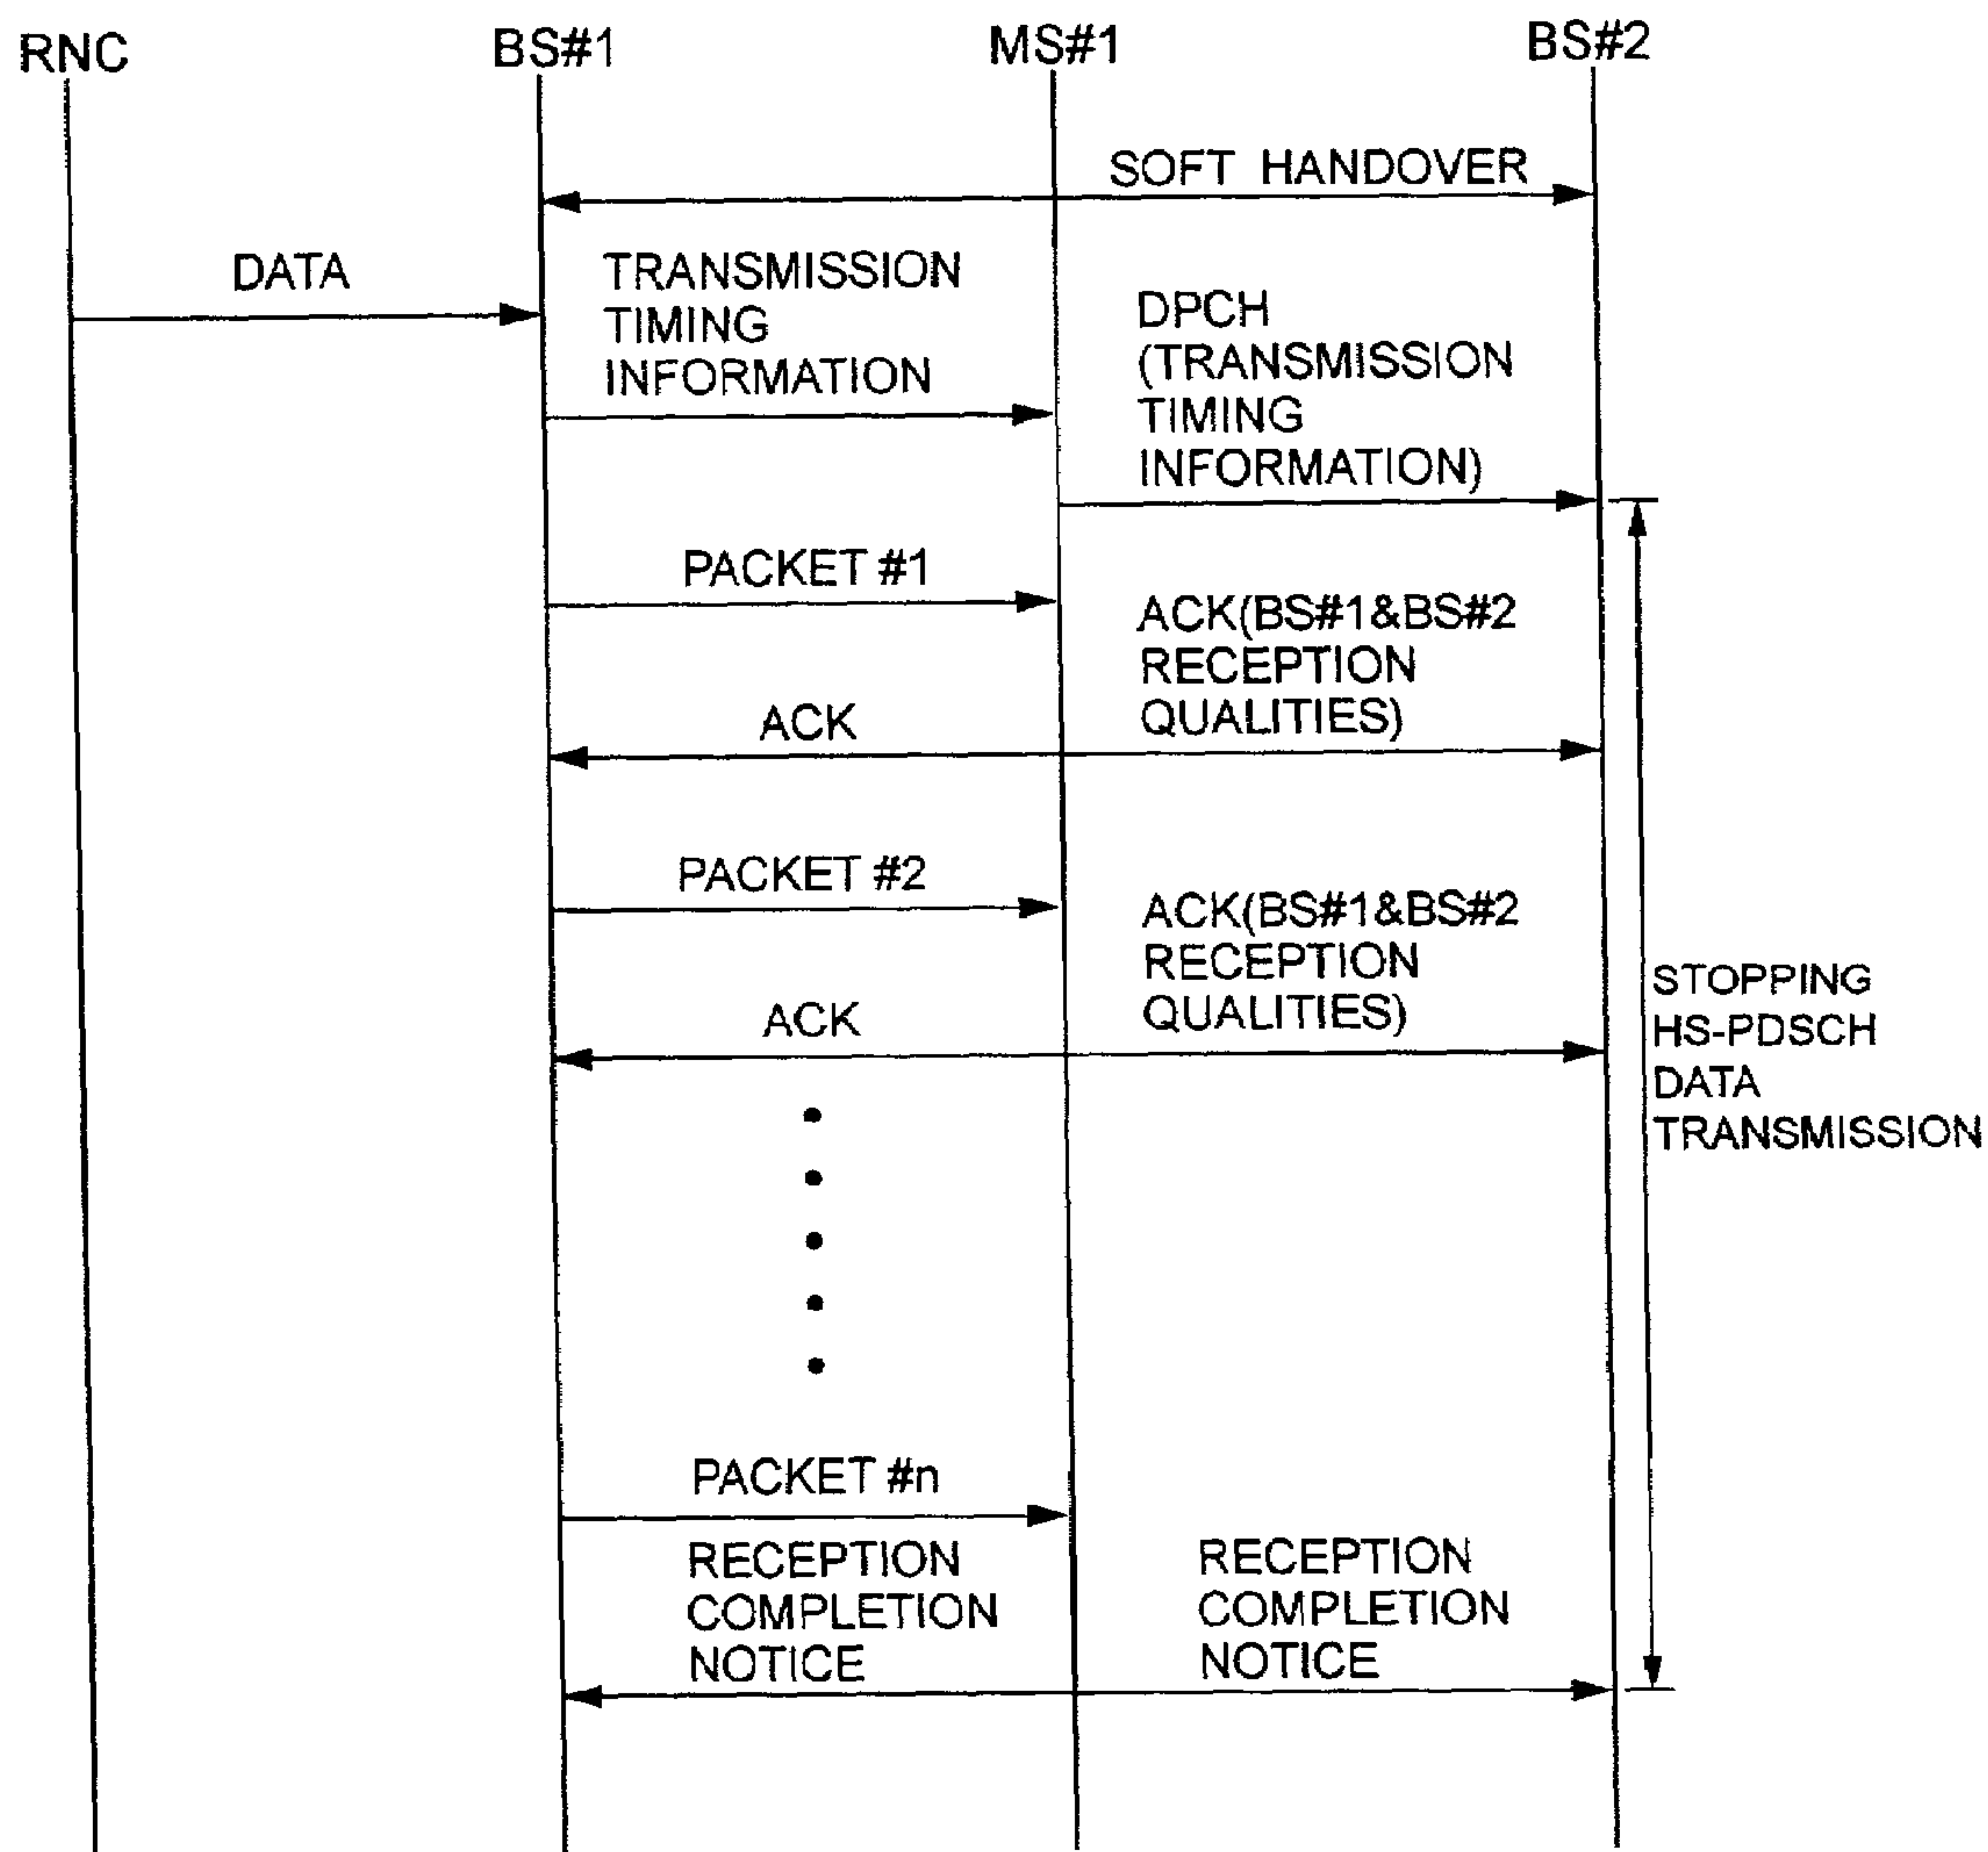 RNC
BS#1
MS#1
BS#2
SOFT HANDOVER
DATA
TRANSMISSION
TIMING
INFORMATION
DPCH
(TRANSMISSION
TIMING
INFORMATION)
PACKET #1
ACK(BS#1&BS#2
RECEPTION
QUALITIES)
ACK
PACKET #2
ACK(BS#1&BS#2
RECEPTION
QUALITIES)
ACK
STOPPING
HS-PDSCH
DATA
TRANSMISSION
PACKET #n
RECEPTION
COMPLETION
NOTICE
RECEPTION
COMPLETION
NOTICE